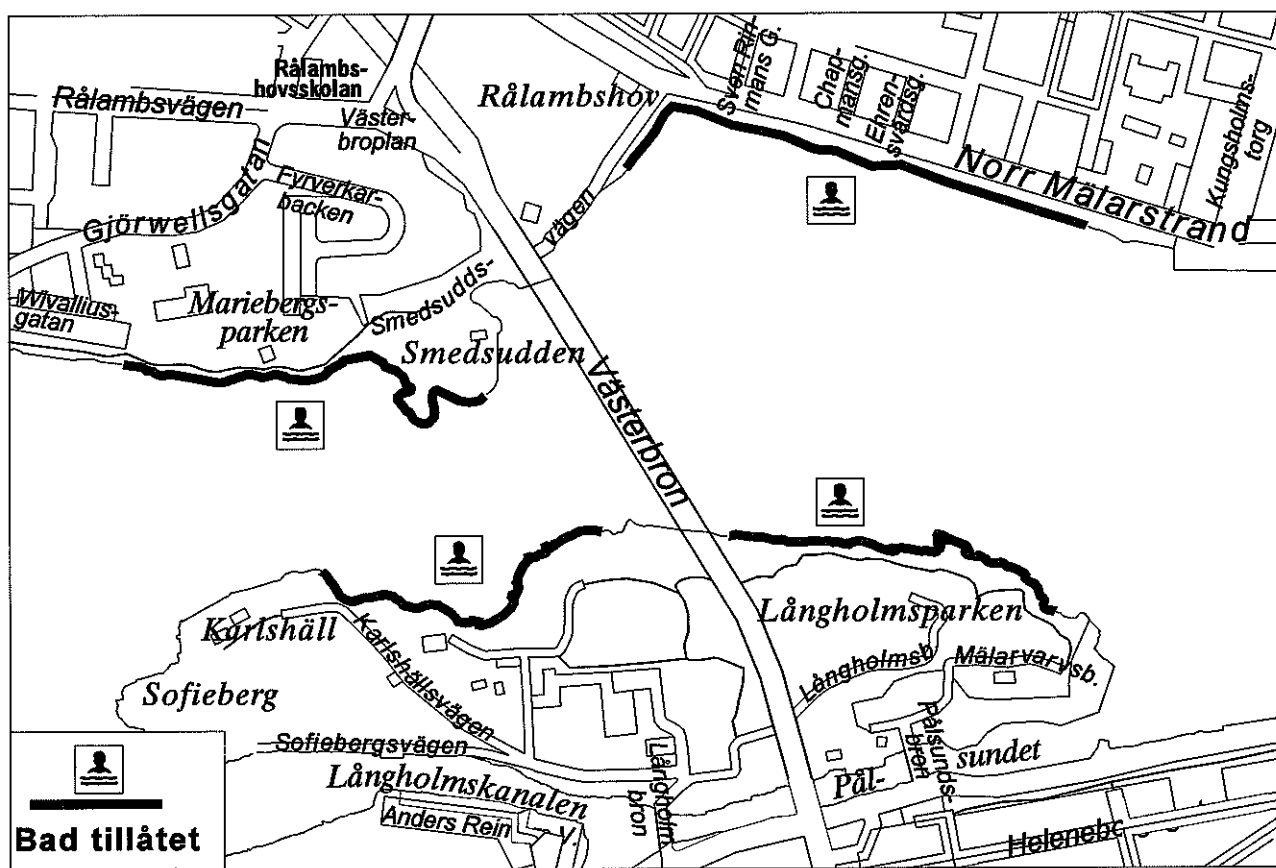 Rålambs-
hovsskolan
Rålambsvägen
Väster-
broplan
Rålambshov
Sven Rin-
mans G.
Chap-
mansg.
Ehren-
svärdsg.
Norr Mälarstrand
Kungsholms-
torg
Gjörwellsgatan
Fyrverkar-
backen
Wivallius-
gatan
Mariebergs-
parken
Smedsudds-
vägen
Smedsudden
Västerbron
Karlshäll
Karlshällsvägen
Sofieberg
Sofiebergsvägen
Långholmsparken
Långholmsb.
Mälarvarvsb.
Pålsunds-
bron
Pål-
sundet
Långholmskanalen
Långholm.
bron
Anders Rein
v.
Helenebo
Bad tillåtet